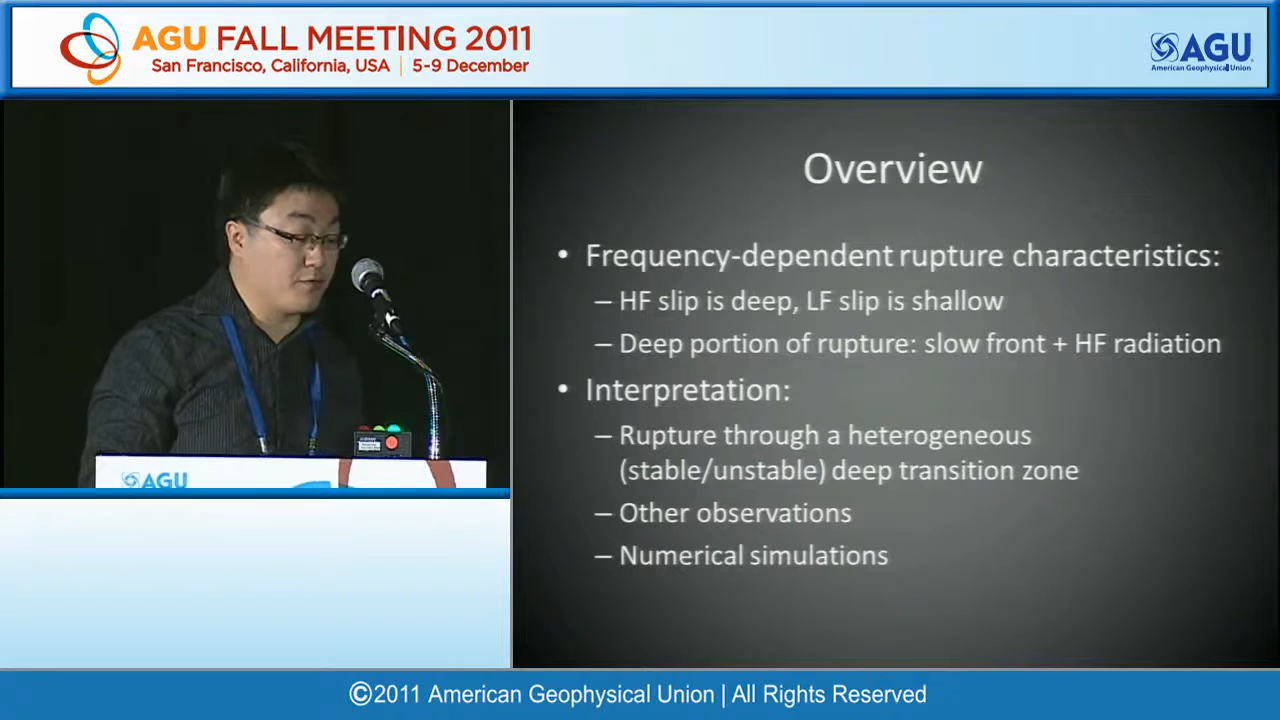 AGU FALL MEETING 2011
San Francisco, California, USA | 5-9 December
AGU
American Geophysical Union
Overview
• Frequency-dependent rupture characteristics:
– HF slip is deep, LF slip is shallow
– Deep portion of rupture: slow front + HF radiation
• Interpretation:
– Rupture through a heterogeneous
(stable/unstable) deep transition zone
– Other observations
– Numerical simulations
AGU
©2011 American Geophysical Union | All Rights Reserved